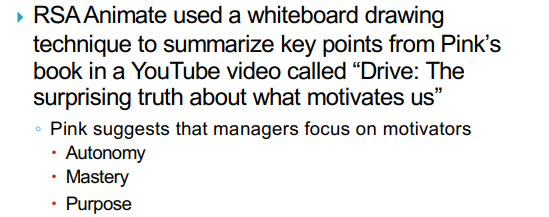 RSA Animate used a whiteboard drawing
technique to summarize key points from Pink’s
book in a YouTube video called “Drive: The
surprising truth about what motivates us”
Pink suggests that managers focus on motivators
Autonomy
Mastery
Purpose